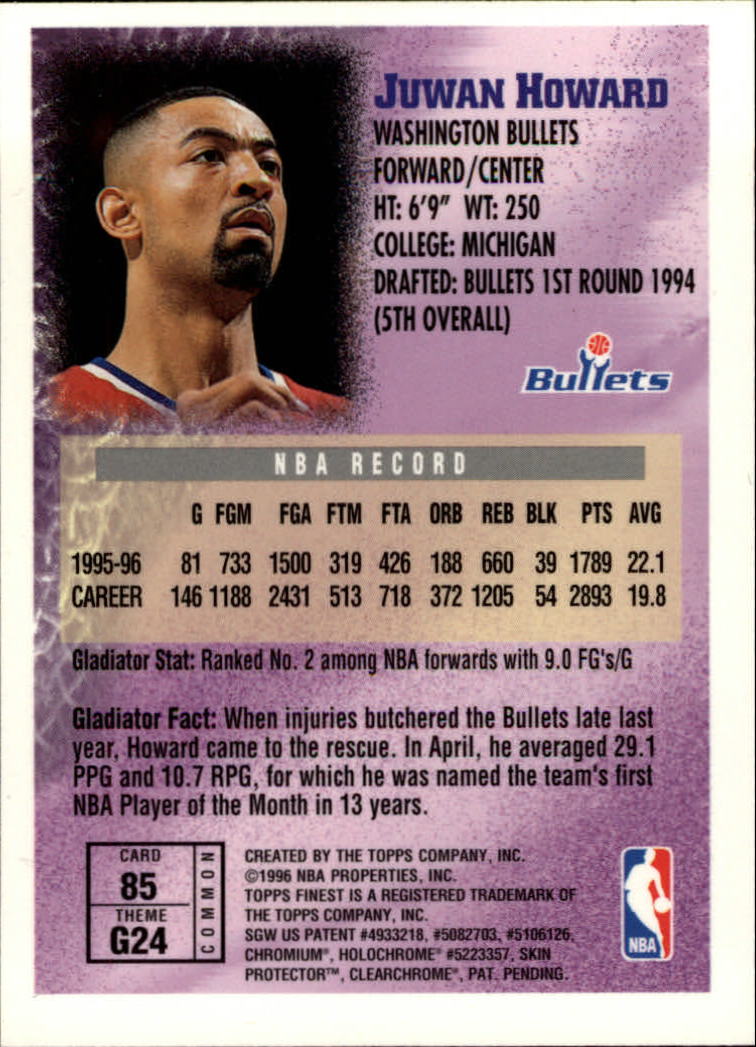 JUWAN HOWARD
WASHINGTON BULLETS
FORWARD/CENTER
HT: 6'9" WT: 250
COLLEGE: MICHIGAN
DRAFTED: BULLETS 1ST ROUND 1994
(5TH OVERALL)
Bullets
NBA RECORD
G FGM FGA FTM FTA ORB REB BLK PTS AVG
1995-96 81 733 1500 319 426 188 660 39 1789 22.1
CAREER 146 1188 2431 513 718 372 1205 54 2893 19.8
Gladiator Stat: Ranked No. 2 among NBA forwards with 9.0 FG's/G
Gladiator Fact: When injuries butchered the Bullets late last
year, Howard came to the rescue. In April, he averaged 29.1
PPG and 10.7 RPG, for which he was named the team's first
NBA Player of the Month in 13 years.
CARD
85
THEME
G24
COMMON
CREATED BY THE TOPPS COMPANY, INC.
©1996 NBA PROPERTIES, INC.
TOPPS FINEST IS A REGISTERED TRADEMARK OF
THE TOPPS COMPANY, INC.
SGW US PATENT #4933218, #5082703, #5106126,
CHROMIUM®, HOLOCHROME® #5223357, SKIN
PROTECTOR™, CLEARCHROME®, PAT. PENDING.
NBA